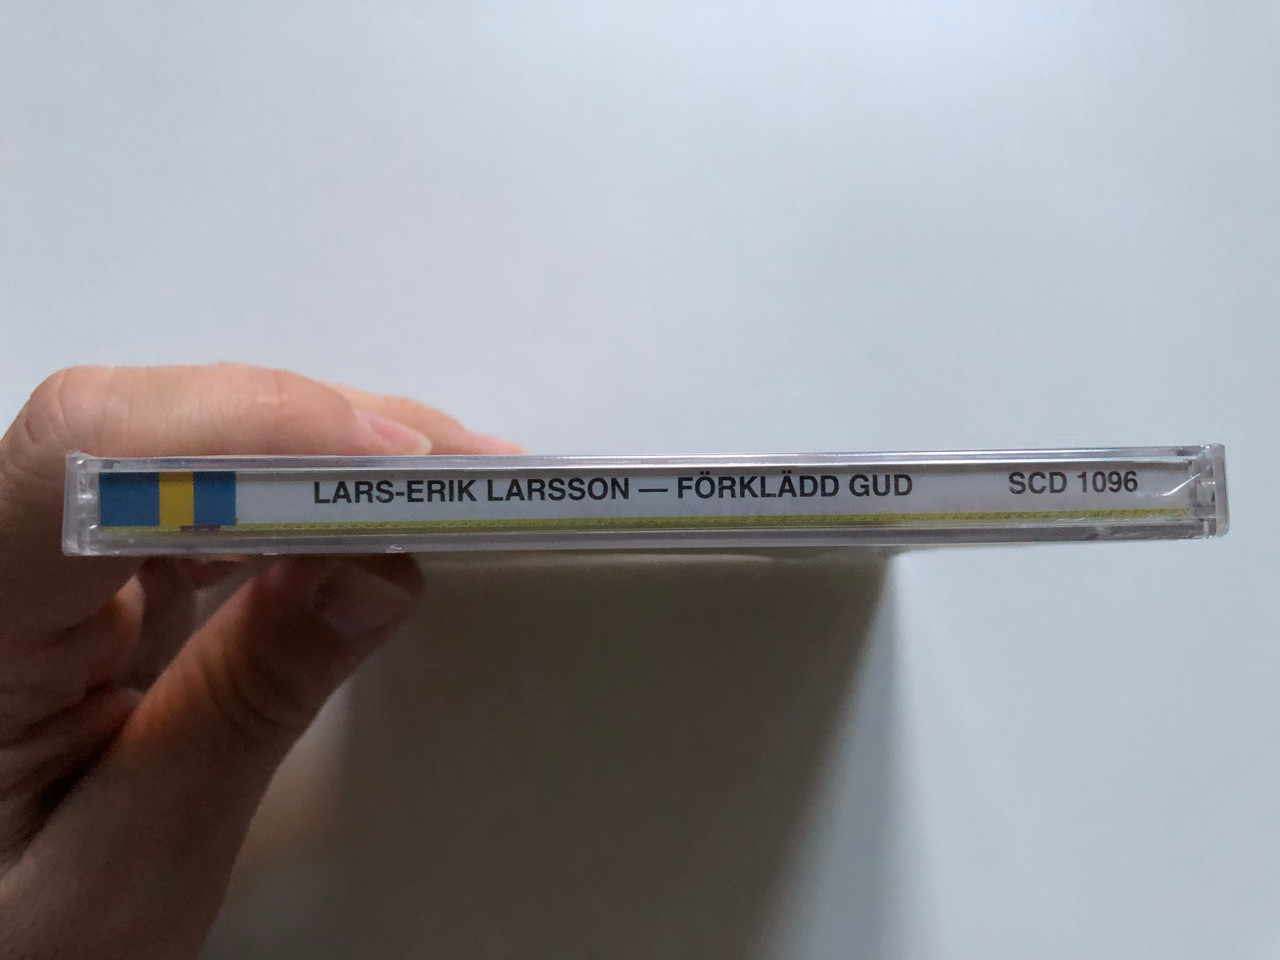 LARS-ERIK LARSSON — FÖRKLÄDD GUD SCD 1096